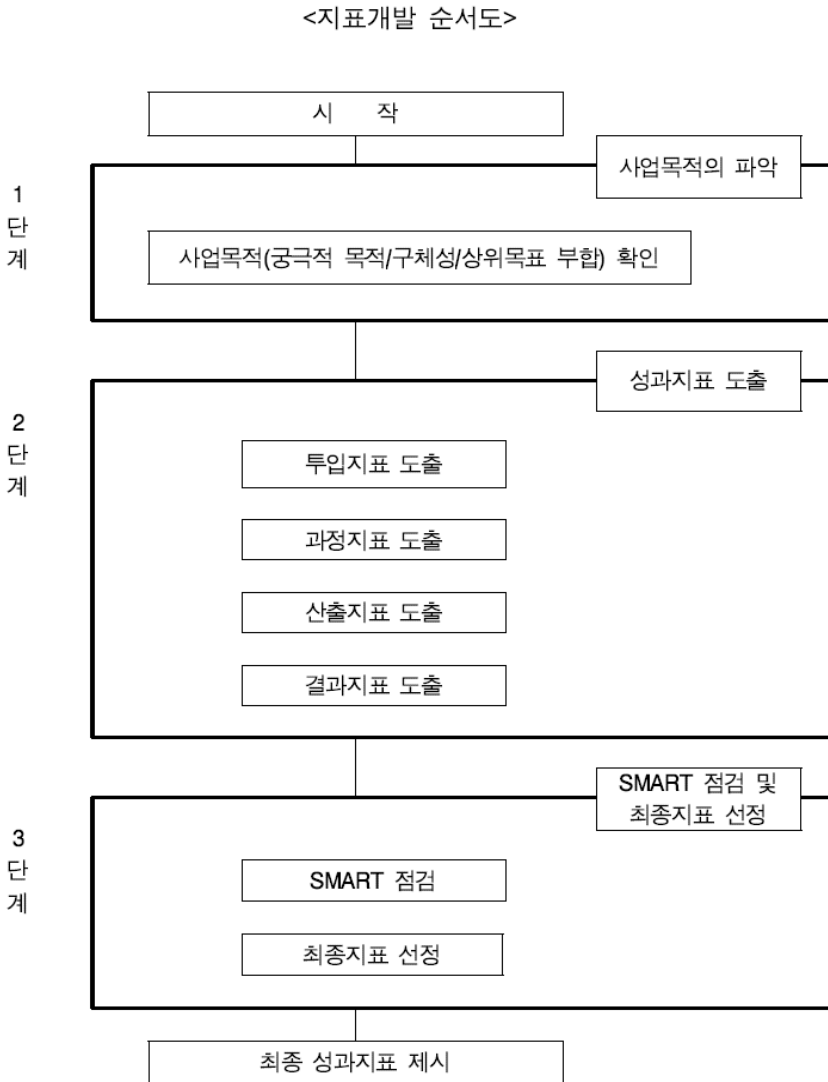 <지표개발 순서도>
시 작
사업목적의 파악
1
단
계
사업목적(궁극적 목적/구체성/상위목표 부합) 확인
성과지표 도출
2
단
계
투입지표 도출
과정지표 도출
산출지표 도출
결과지표 도출
SMART 점검 및
최종지표 선정
3
단
계
SMART 점검
최종지표 선정
최종 성과지표 제시